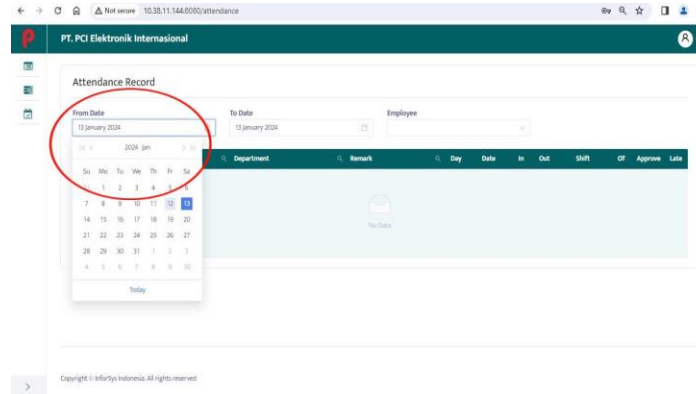 Not secure 10.38.11.144:8080/attendance
PT. PCI Elektronik Internasional
Attendance Record
From Date To Date Employee
13 January 2024 13 January 2024
2024 Jan
Department Remark Day Date In Out Shift OT Approve Late
Su Mo Tu We Th Fr Sa
31 1 2 3 4 5 6
7 8 9 10 11 12 13
14 15 16 17 18 19 20
21 22 23 24 25 26 27
28 29 30 31 1 2 3
4 5 6 7 8 9 10
No Data
Today
Copyright © InforSys Indonesia. All rights reserved